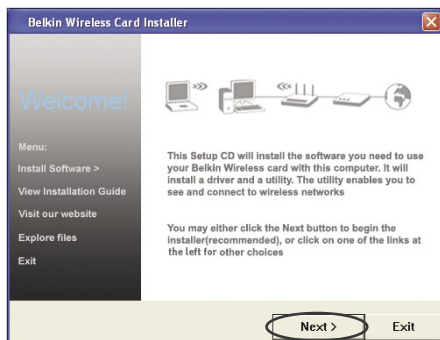 Belkin Wireless Card Installer
Welcome!
Menu:
Install Software >
View Installation Guide
Visit our website
Explore files
Exit
This Setup CD will install the software you need to use
your Belkin Wireless card with this computer. It will
install a driver and a utility. The utility enables you to
see and connect to wireless networks
You may either click the Next button to begin the
installer(recommended), or click on one of the links at
the left for other choices
Next >
Exit